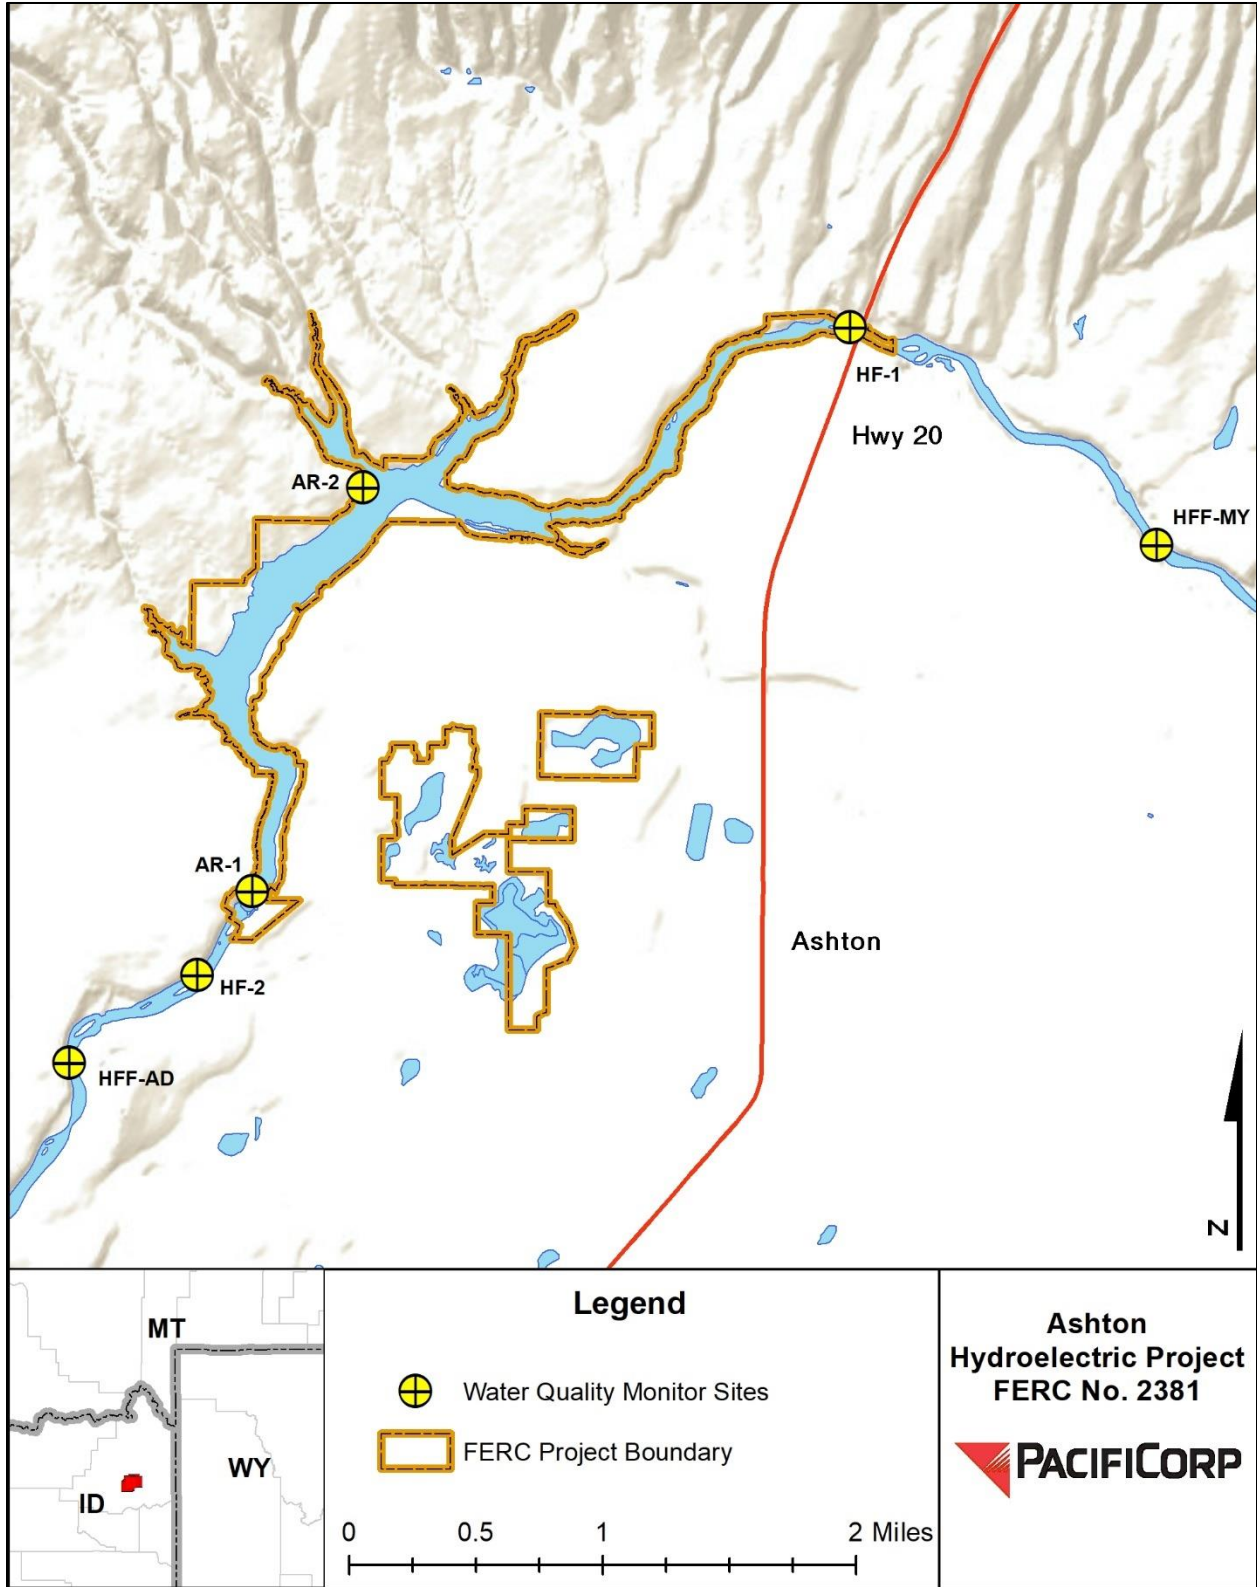 HF-1
Hwy 20
AR-2
HFF-MY
AR-1
HF-2
Ashton
HFF-AD
N
MT
WY
ID
Legend
Water Quality Monitor Sites
FERC Project Boundary
0 0.5 1 2 Miles
Ashton
Hydroelectric Project
FERC No. 2381
PACIFICORP